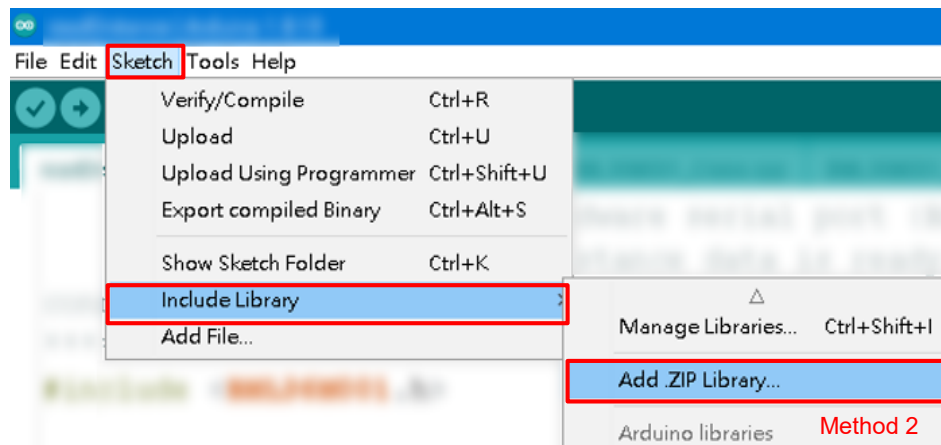 File Edit Sketch Tools Help
Verify/Compile Ctrl+R
Upload Ctrl+U
Upload Using Programmer Ctrl+Shift+U
Export compiled Binary Ctrl+Alt+S
Show Sketch Folder Ctrl+K
Include Library
Add File...
Manage Libraries... Ctrl+Shift+I
Add .ZIP Library...
Arduino libraries
Method 2